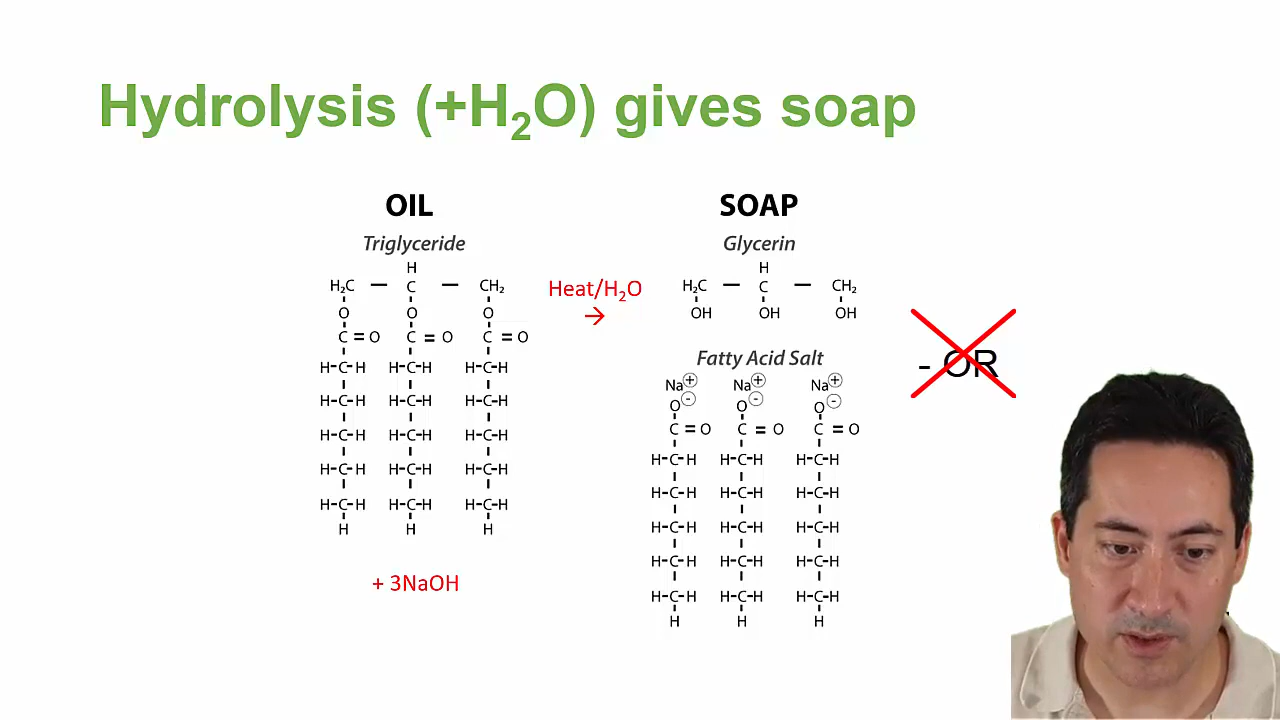 Hydrolysis (+H₂O) gives soap
OIL
Triglyceride
H
H₂C — C — CH₂
O O O
C = O C = O C = O
H-C-H H-C-H H-C-H
H-C-H H-C-H H-C-H
H-C-H H-C-H H-C-H
H-C-H H-C-H H-C-H
H-C-H H-C-H H-C-H
H H H
+ 3NaOH
Heat/H₂O
→
SOAP
Glycerin
H
H₂C — C — CH₂
OH OH OH
Fatty Acid Salt
Na⊕ Na⊕ Na⊕
O⊖ O⊖ O⊖
C = O C = O C = O
H-C-H H-C-H H-C-H
H-C-H H-C-H H-C-H
H-C-H H-C-H H-C-H
H-C-H H-C-H H-C-H
H-C-H H-C-H H-C-H
H H H
- OR